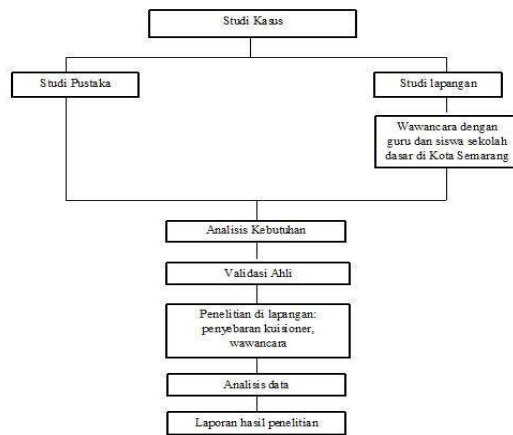 Studi Kasus
Studi Pustaka
Studi lapangan
Wawancara dengan
guru dan siswa sekolah
dasar di Kota Semarang
Analisis Kebutuhan
Validasi Ahli
Penelitian di lapangan:
penyebaran kuisioner,
wawancara
Analisis data
Laporan hasil penelitian